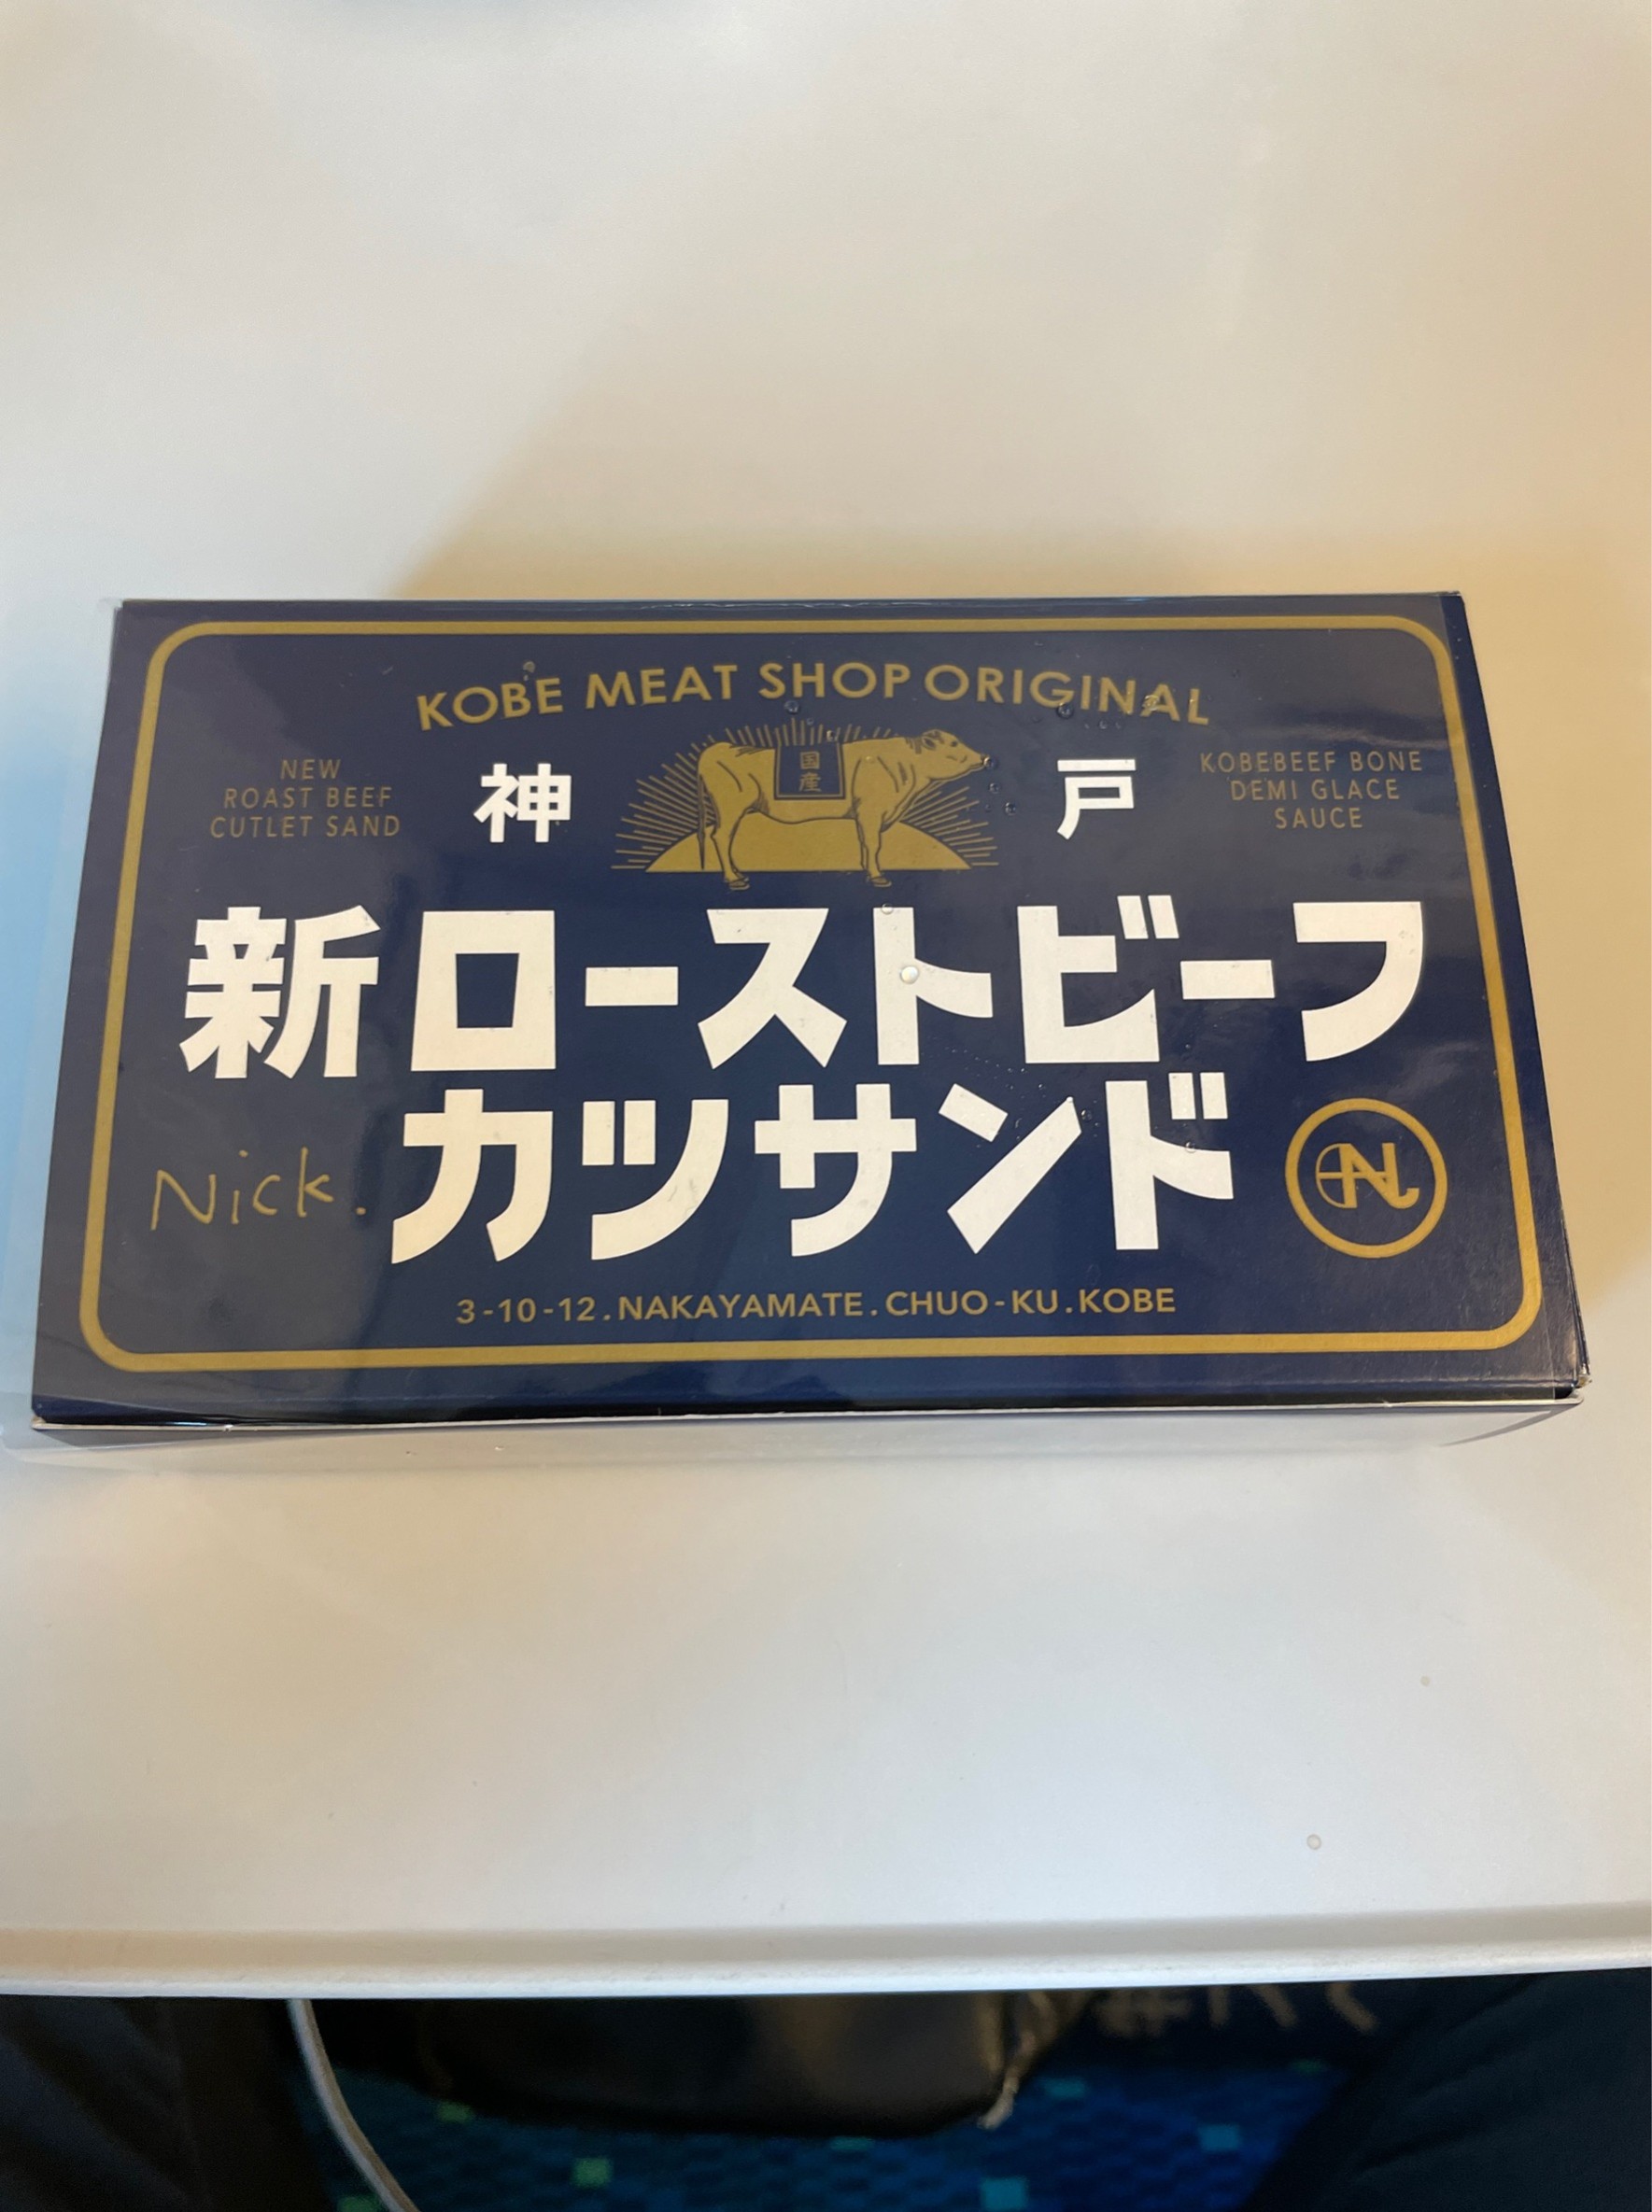 KOBE MEAT SHOP ORIGINAL
NEW
ROAST BEEF
CUTLET SAND
神戸
国産
KOBEBEEF BONE
DEMI GLACE
SAUCE
新ローストビーフ
カツサンド
Nick.
N
3-10-12.NAKAYAMATE.CHUO-KU.KOBE